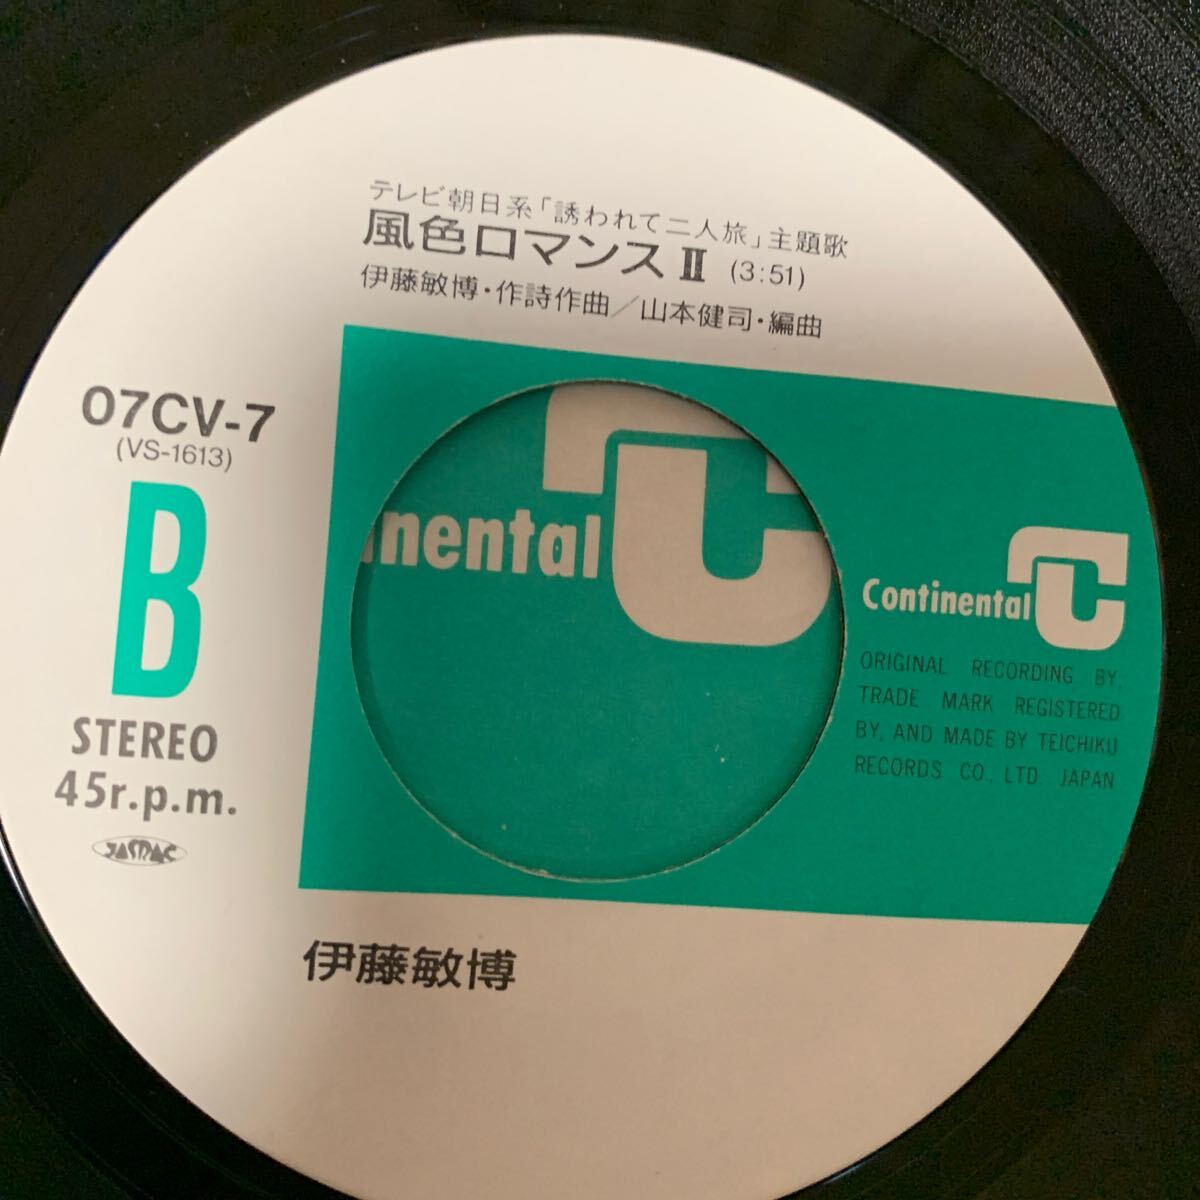 テレビ朝日系「誘われて二人旅」主題歌
風色ロマンスⅡ (3:51)
伊藤敏博・作詩作曲／山本健司・編曲
07CV-7
(VS-1613)
B
STEREO
45r.p.m.
JASRAC
inental
Continental
ORIGINAL RECORDING BY,
TRADE MARK REGISTERED
BY, AND MADE BY TEICHIKU
RECORDS CO., LTD. JAPAN
伊藤敏博